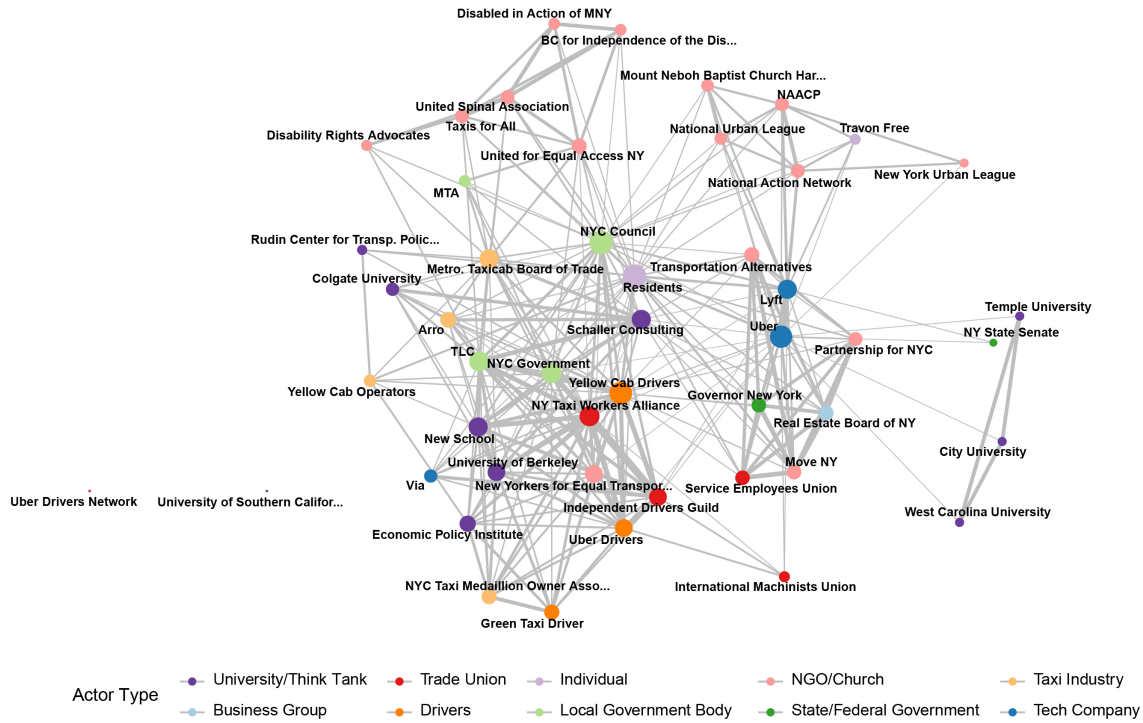 Disabled in Action of MNY
BC for Independence of the Dis...
Mount Neboh Baptist Church Har...
NAACP
United Spinal Association
Taxis for All
National Urban League
Travon Free
Disability Rights Advocates
United for Equal Access NY
New York Urban League
National Action Network
MTA
NYC Council
Rudin Center for Transp. Polic...
Metro. Taxicab Board of Trade
Transportation Alternatives
Colgate University
Residents
Lyft
Temple University
Arro
Schaller Consulting
Uber
NY State Senate
TLC
NYC Government
Partnership for NYC
Yellow Cab Drivers
Yellow Cab Operators
NY Taxi Workers Alliance
Governor New York
Real Estate Board of NY
New School
City University
University of Berkeley
Move NY
Via
New Yorkers for Equal Transpor...
Service Employees Union
Uber Drivers Network
University of Southern Califor...
Independent Drivers Guild
West Carolina University
Economic Policy Institute
Uber Drivers
NYC Taxi Medaillion Owner Asso...
International Machinists Union
Green Taxi Driver
Actor Type
University/Think Tank
Trade Union
Individual
NGO/Church
Taxi Industry
Business Group
Drivers
Local Government Body
State/Federal Government
Tech Company